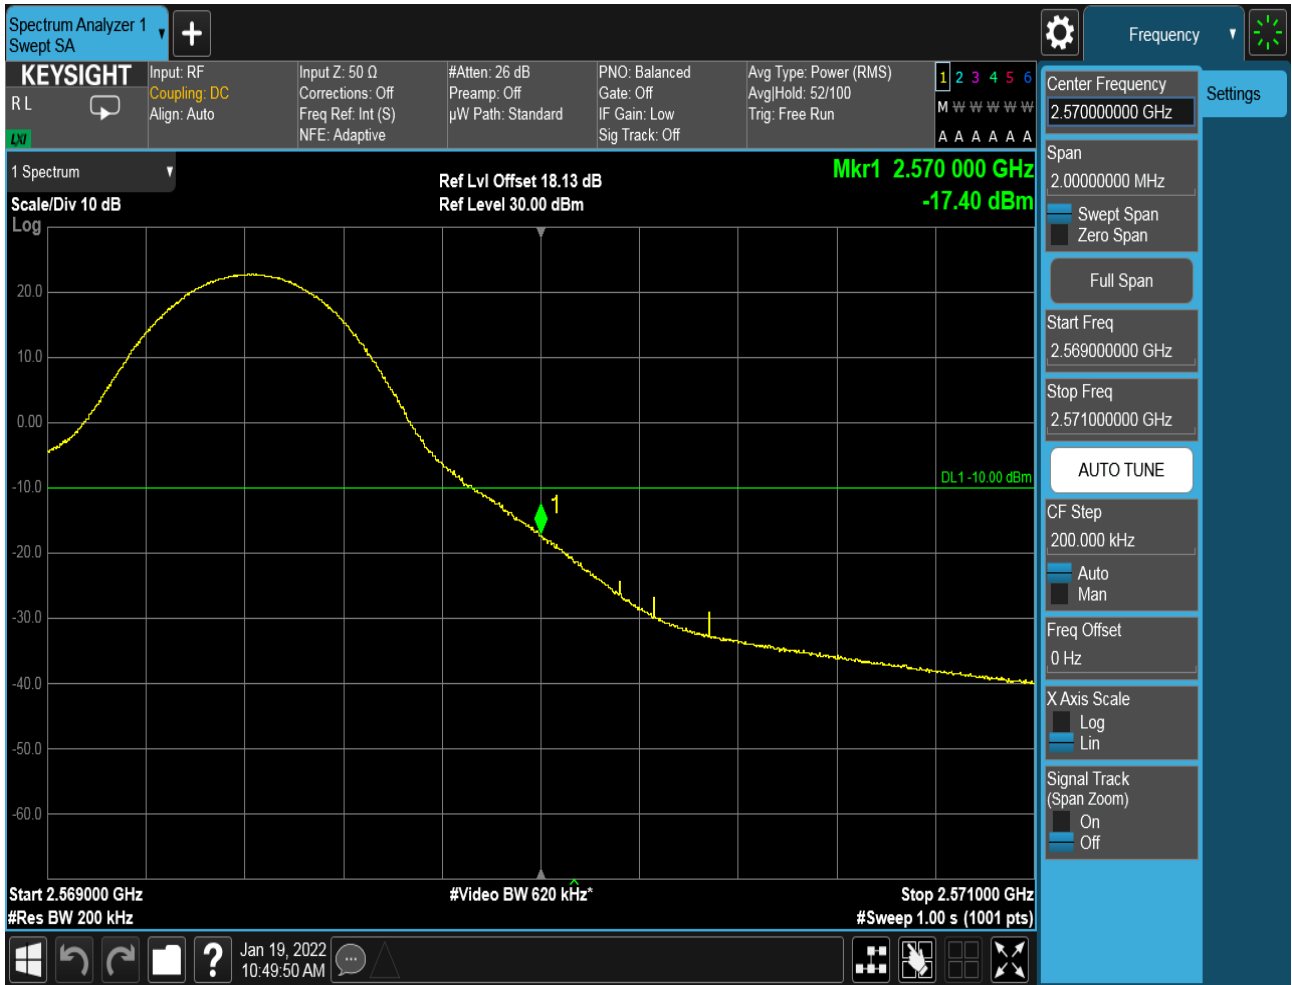 Spectrum Analyzer 1
Swept SA
Frequency
KEYSIGHT
R L
LXI
Input: RF
Coupling: DC
Align: Auto
Input Z: 50 Ω
Corrections: Off
Freq Ref: Int (S)
NFE: Adaptive
#Atten: 26 dB
Preamp: Off
µW Path: Standard
PNO: Balanced
Gate: Off
IF Gain: Low
Sig Track: Off
Avg Type: Power (RMS)
Avg|Hold: 52/100
Trig: Free Run
1 2 3 4 5 6
M W W W W W
A A A A A A
1 Spectrum
Scale/Div 10 dB
Log
Ref Lvl Offset 18.13 dB
Ref Level 30.00 dBm
Mkr1 2.570 000 GHz
-17.40 dBm
20.0
10.0
0.00
-10.0
-20.0
-30.0
-40.0
-50.0
-60.0
DL1 -10.00 dBm
1
Start 2.569000 GHz
#Res BW 200 kHz
#Video BW 620 kHz*
Stop 2.571000 GHz
#Sweep 1.00 s (1001 pts)
Jan 19, 2022
10:49:50 AM
Center Frequency
2.570000000 GHz
Settings
Span
2.00000000 MHz
Swept Span
Zero Span
Full Span
Start Freq
2.569000000 GHz
Stop Freq
2.571000000 GHz
AUTO TUNE
CF Step
200.000 kHz
Auto
Man
Freq Offset
0 Hz
X Axis Scale
Log
Lin
Signal Track
(Span Zoom)
On
Off